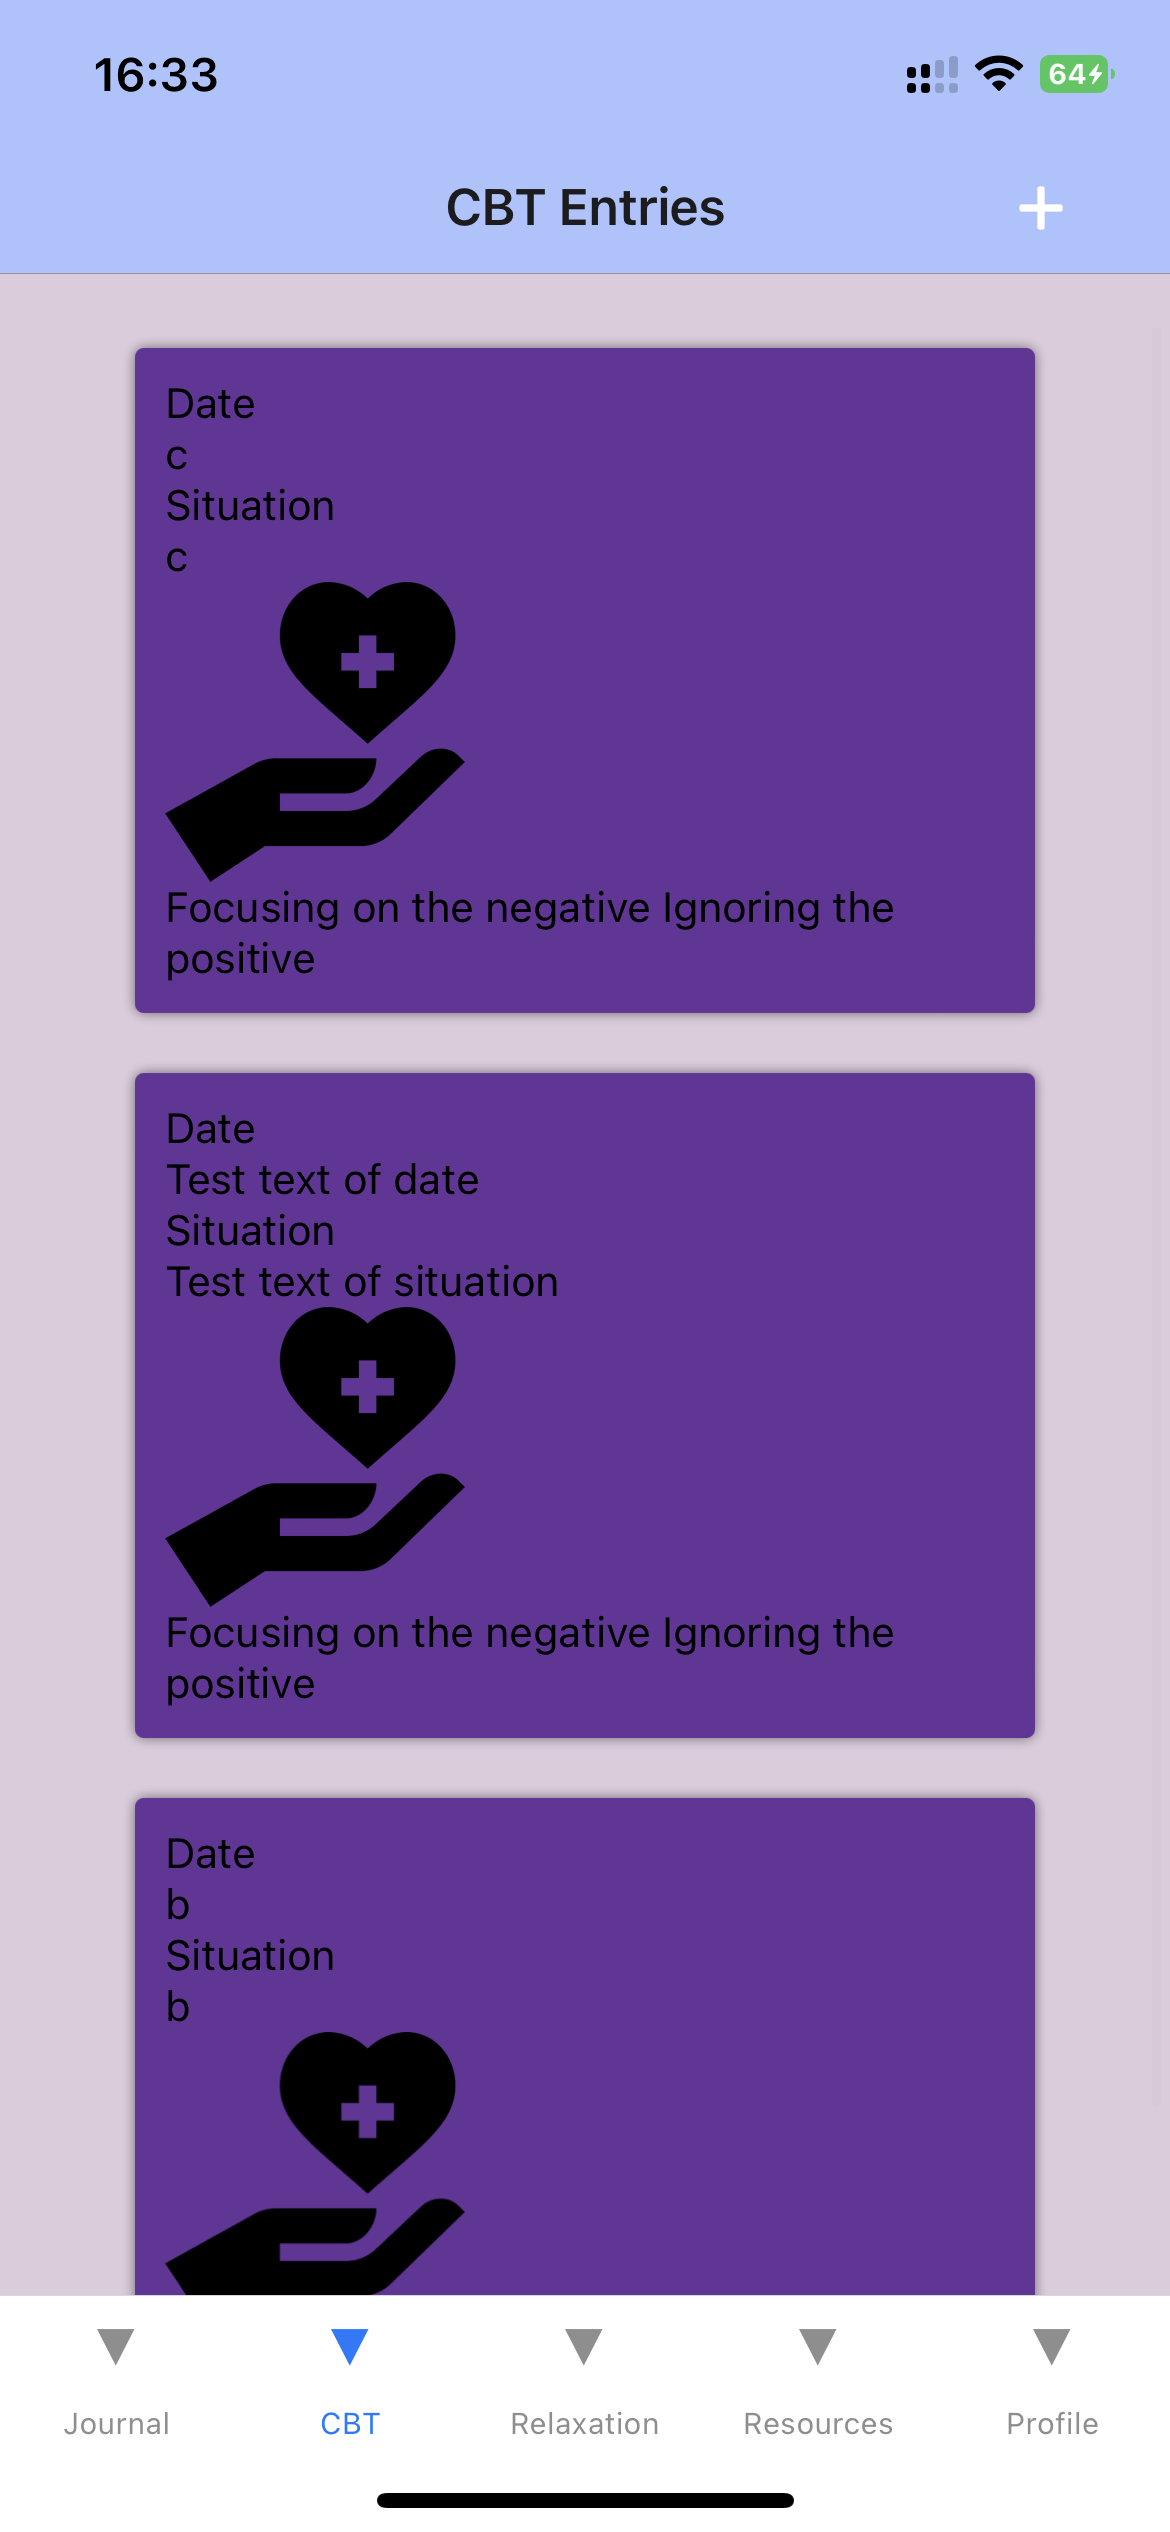 16:33
64
CBT Entries
Date
c
Situation
c
Focusing on the negative Ignoring the
positive
Date
Test text of date
Situation
Test text of situation
Focusing on the negative Ignoring the
positive
Date
b
Situation
b
Journal
CBT
Relaxation
Resources
Profile